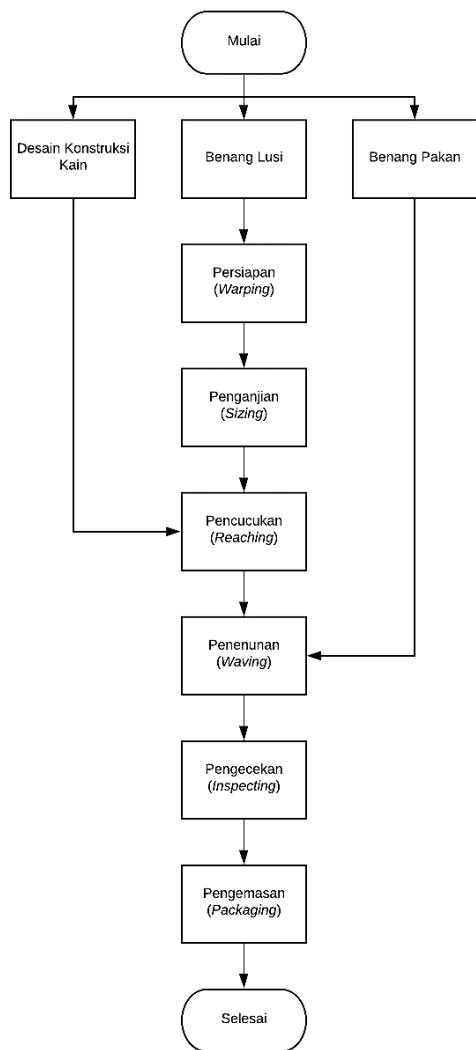 Mulai
Desain Konstruksi
Kain
Benang Lusi
Benang Pakan
Persiapan
(Warping)
Penganjian
(Sizing)
Pencucukan
(Reaching)
Penenunan
(Waving)
Pengecekan
(Inspecting)
Pengemasan
(Packaging)
Selesai